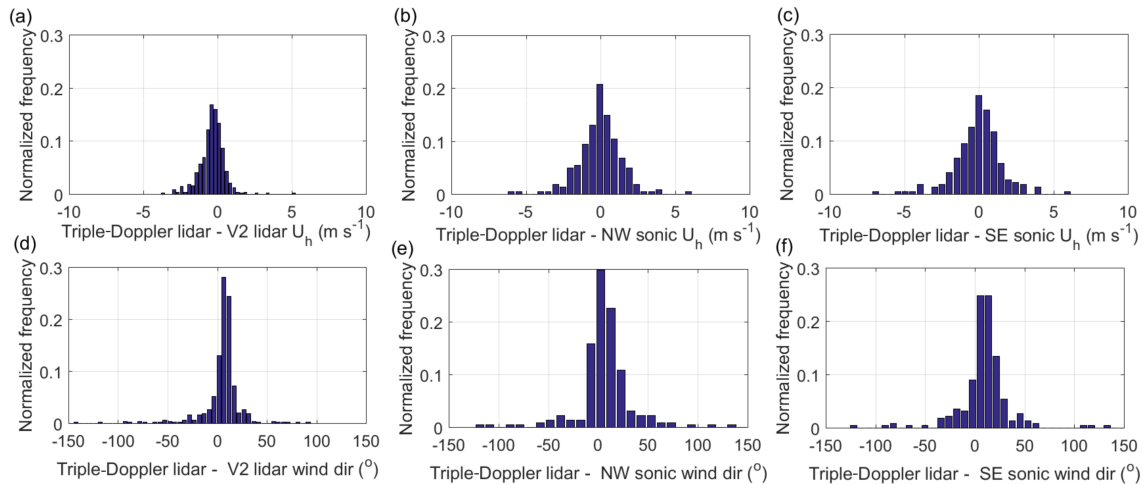 (a)
Normalized frequency
0.3
0.2
0.1
0
-10 -5 0 5 10
Triple-Doppler lidar - V2 lidar U_h (m s^-1)
(b)
Normalized frequency
0.3
0.2
0.1
0
-10 -5 0 5 10
Triple-Doppler lidar - NW sonic U_h (m s^-1)
(c)
Normalized frequency
0.3
0.2
0.1
0
-10 -5 0 5 10
Triple-Doppler lidar - SE sonic U_h (m s^-1)
(d)
Normalized frequency
0.3
0.2
0.1
0
-150 -100 -50 0 50 100 150
Triple-Doppler lidar - V2 lidar wind dir (°)
(e)
Normalized frequency
0.3
0.2
0.1
0
-150 -100 -50 0 50 100 150
Triple-Doppler lidar - NW sonic wind dir (°)
(f)
Normalized frequency
0.3
0.2
0.1
0
-150 -100 -50 0 50 100 150
Triple-Doppler lidar - SE sonic wind dir (°)